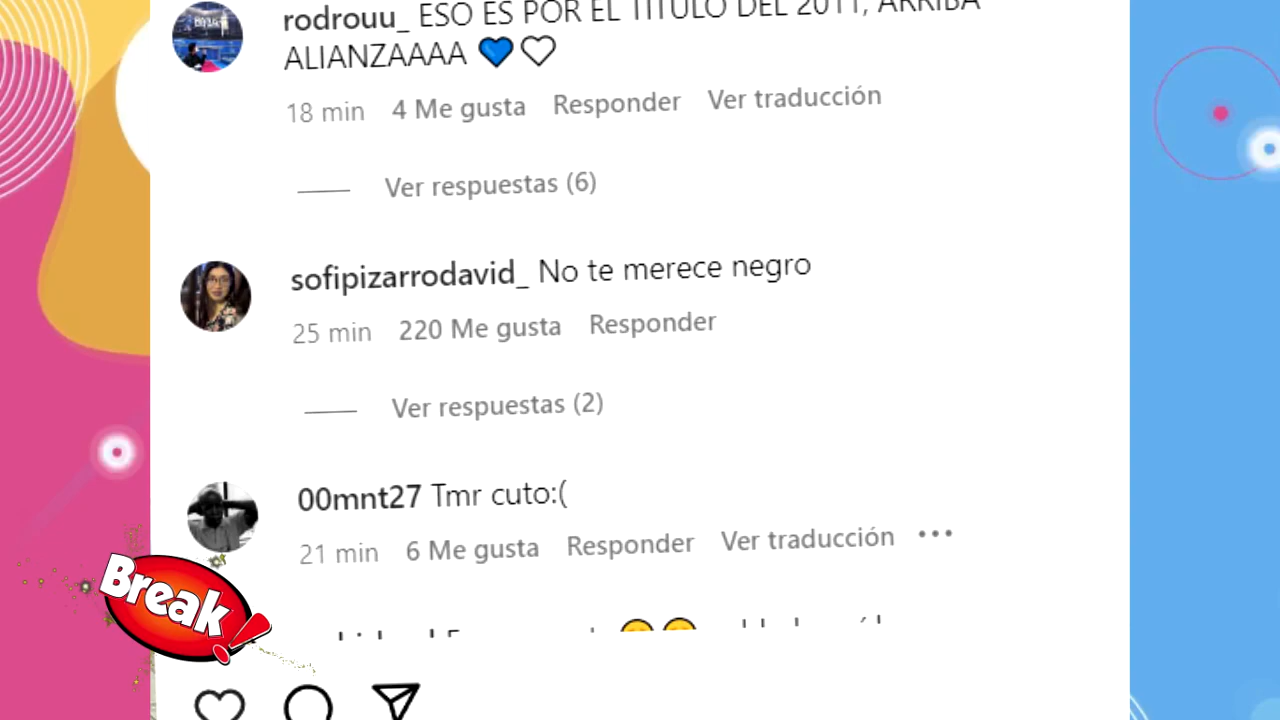 rodrouu_ ESO ES POR EL TITULO DEL 2011, ARRIBA
ALIANZAAAA 💙🤍
18 min 4 Me gusta Responder Ver traducción
Ver respuestas (6)
sofipizarrodavid_ No te merece negro
25 min 220 Me gusta Responder
Ver respuestas (2)
00mnt27 Tmr cuto:(
21 min 6 Me gusta Responder Ver traducción •••
Break!